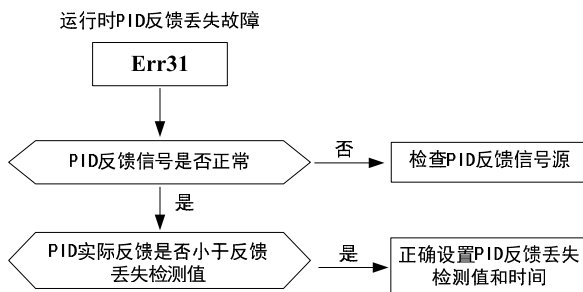 运行时PID反馈丢失故障
Err31
PID反馈信号是否正常
否
检查PID反馈信号源
是
PID实际反馈是否小于反馈
丢失检测值
是
正确设置PID反馈丢失
检测值和时间